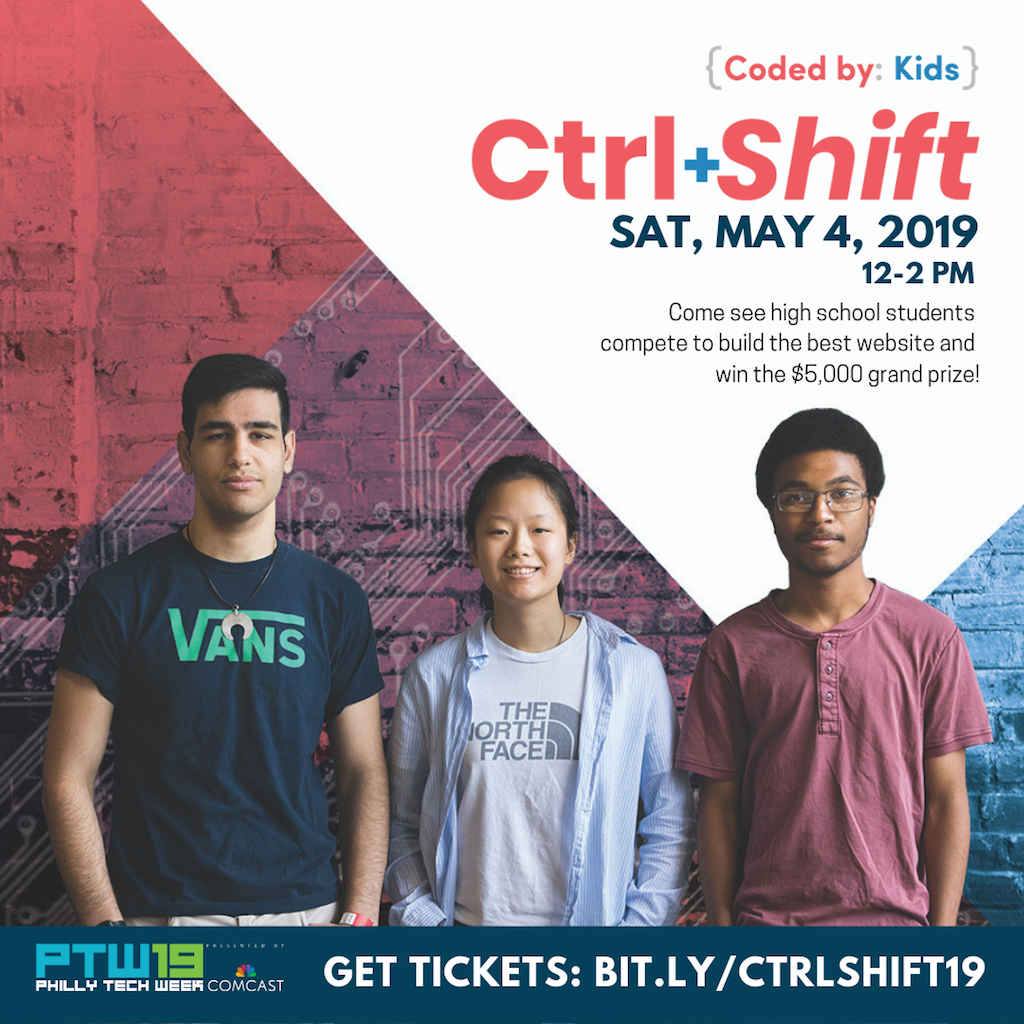 {Coded by: Kids}
Ctrl+Shift
SAT, MAY 4, 2019
12-2 PM
Come see high school students
compete to build the best website and
win the $5,000 grand prize!
VANS
THE
NORTH
FACE
PTW19
PRESENTED BY
PHILLY TECH WEEK
COMCAST
GET TICKETS: BIT.LY/CTRLSHIFT19